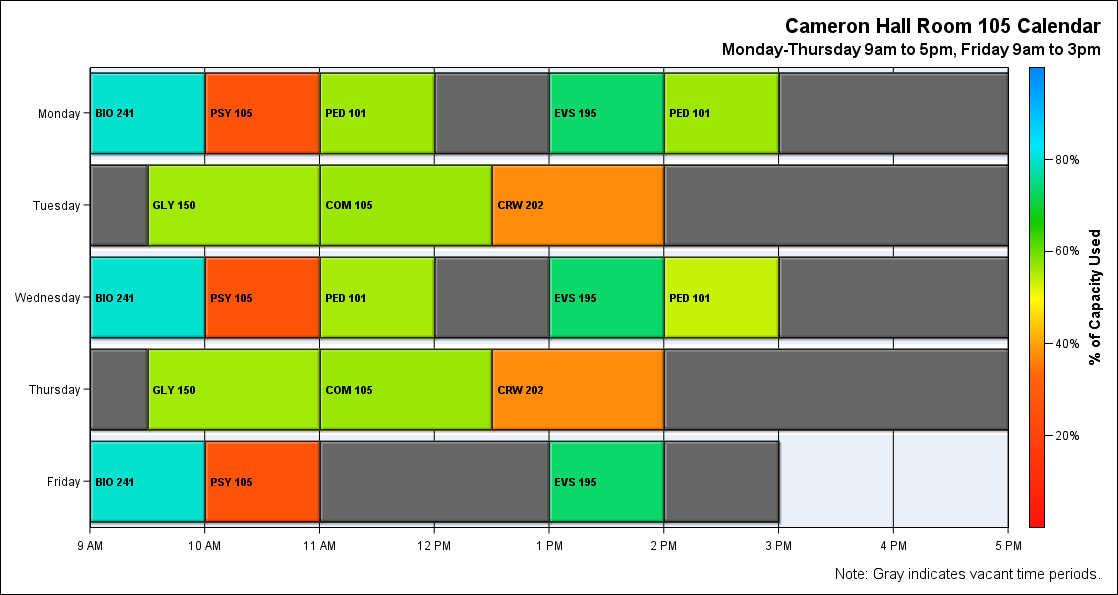 Cameron Hall Room 105 Calendar
Monday-Thursday 9am to 5pm, Friday 9am to 3pm
Monday
BIO 241
PSY 105
PED 101
EVS 195
PED 101
Tuesday
GLY 150
COM 105
CRW 202
Wednesday
BIO 241
PSY 105
PED 101
EVS 195
PED 101
Thursday
GLY 150
COM 105
CRW 202
Friday
BIO 241
PSY 105
EVS 195
9 AM
10 AM
11 AM
12 PM
1 PM
2 PM
3 PM
4 PM
5 PM
80%
60%
40%
20%
% of Capacity Used
Note: Gray indicates vacant time periods.